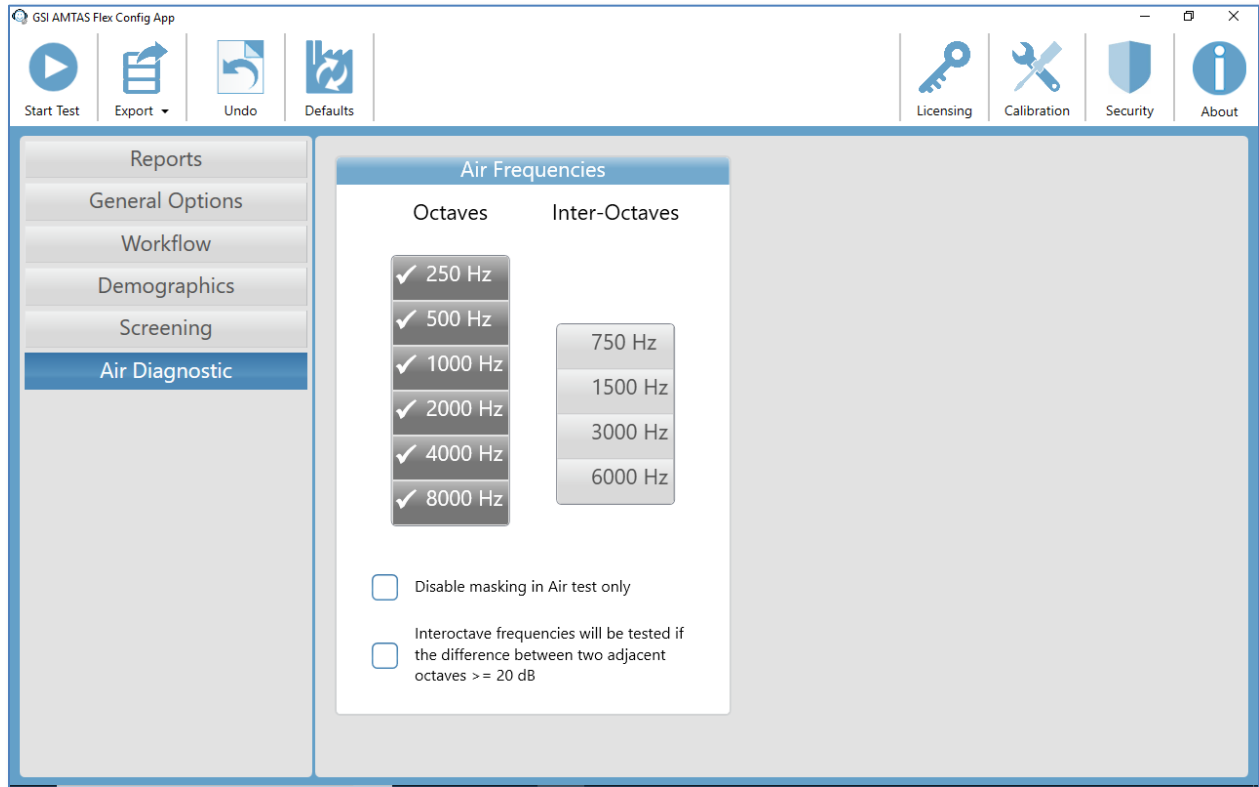 GSI AMTAS Flex Config App
Start Test
Export
Undo
Defaults
Licensing
Calibration
Security
About
Reports
General Options
Workflow
Demographics
Screening
Air Diagnostic
Air Frequencies
Octaves
Inter-Octaves
250 Hz
500 Hz
1000 Hz
2000 Hz
4000 Hz
8000 Hz
750 Hz
1500 Hz
3000 Hz
6000 Hz
Disable masking in Air test only
Interoctave frequencies will be tested if
the difference between two adjacent
octaves >= 20 dB